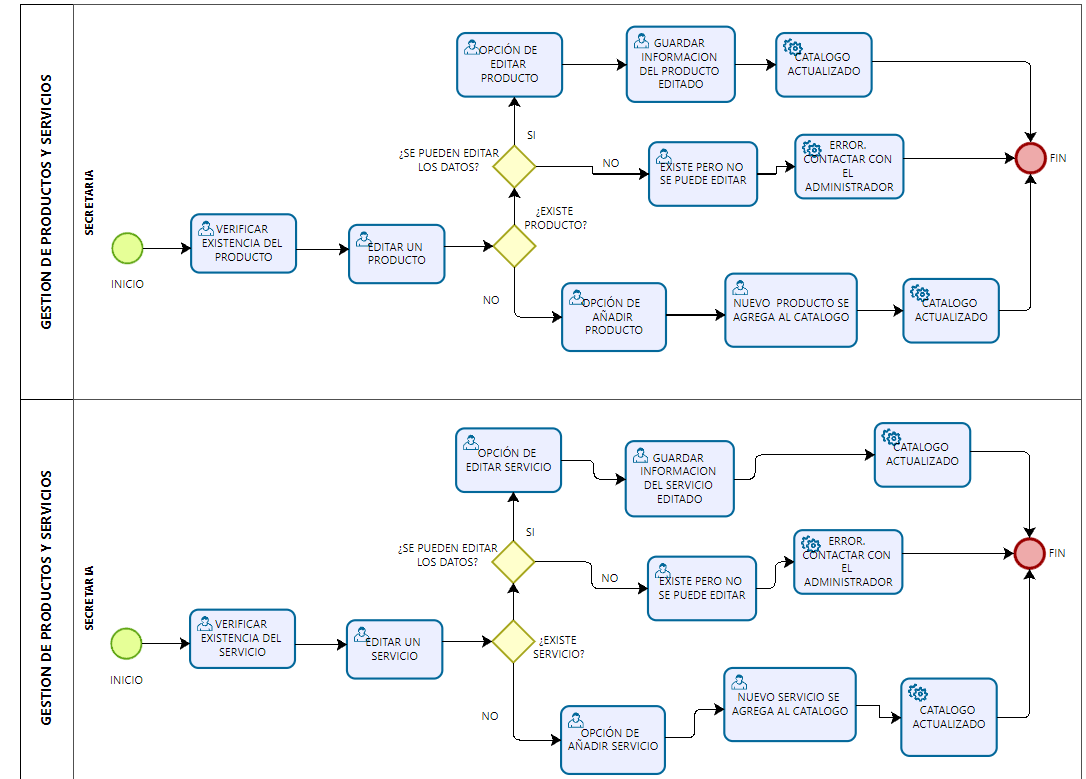 GESTION DE PRODUCTOS Y SERVICIOS
SECRETARIA
INICIO
VERIFICAR
EXISTENCIA DEL
PRODUCTO
EDITAR UN
PRODUCTO
¿EXISTE
PRODUCTO?
¿SE PUEDEN EDITAR
LOS DATOS?
SI
OPCIÓN DE
EDITAR
PRODUCTO
GUARDAR
INFORMACION
DEL PRODUCTO
EDITADO
CATALOGO
ACTUALIZADO
NO
EXISTE PERO NO
SE PUEDE EDITAR
ERROR.
CONTACTAR CON
EL
ADMINISTRADOR
FIN
NO
OPCIÓN DE
AÑADIR
PRODUCTO
NUEVO PRODUCTO SE
AGREGA AL CATALOGO
CATALOGO
ACTUALIZADO
GESTION DE PRODUCTOS Y SERVICIOS
SECRETARIA
INICIO
VERIFICAR
EXISTENCIA DEL
SERVICIO
EDITAR UN
SERVICIO
¿EXISTE
SERVICIO?
¿SE PUEDEN EDITAR
LOS DATOS?
SI
OPCIÓN DE
EDITAR SERVICIO
GUARDAR
INFORMACION
DEL SERVICIO
EDITADO
CATALOGO
ACTUALIZADO
NO
EXISTE PERO NO
SE PUEDE EDITAR
ERROR.
CONTACTAR CON
EL
ADMINISTRADOR
FIN
NO
OPCIÓN DE
AÑADIR SERVICIO
NUEVO SERVICIO SE
AGREGA AL CATALOGO
CATALOGO
ACTUALIZADO